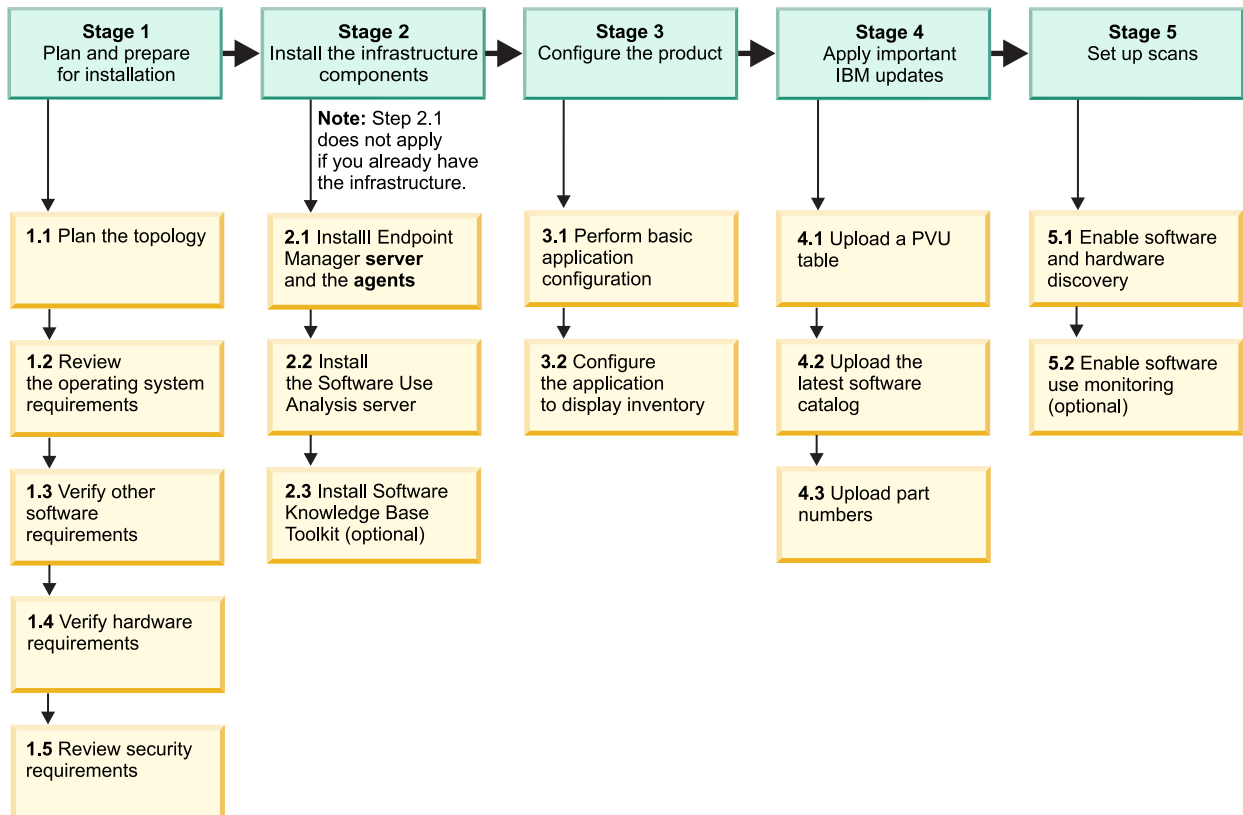 Stage 1
Plan and prepare
for installation
Stage 2
Install the infrastructure
components
Stage 3
Configure the product
Stage 4
Apply important
IBM updates
Stage 5
Set up scans
Note: Step 2.1
does not apply
if you already have
the infrastructure.
1.1 Plan the topology
1.2 Review
the operating system
requirements
1.3 Verify other
software
requirements
1.4 Verify hardware
requirements
1.5 Review security
requirements
2.1 Installl Endpoint
Manager server
and the agents
2.2 Install
the Software Use
Analysis server
2.3 Install Software
Knowledge Base
Toolkit (optional)
3.1 Perform basic
application
configuration
3.2 Configure
the application
to display inventory
4.1 Upload a PVU
table
4.2 Upload the
latest software
catalog
4.3 Upload part
numbers
5.1 Enable software
and hardware
discovery
5.2 Enable software
use monitoring
(optional)